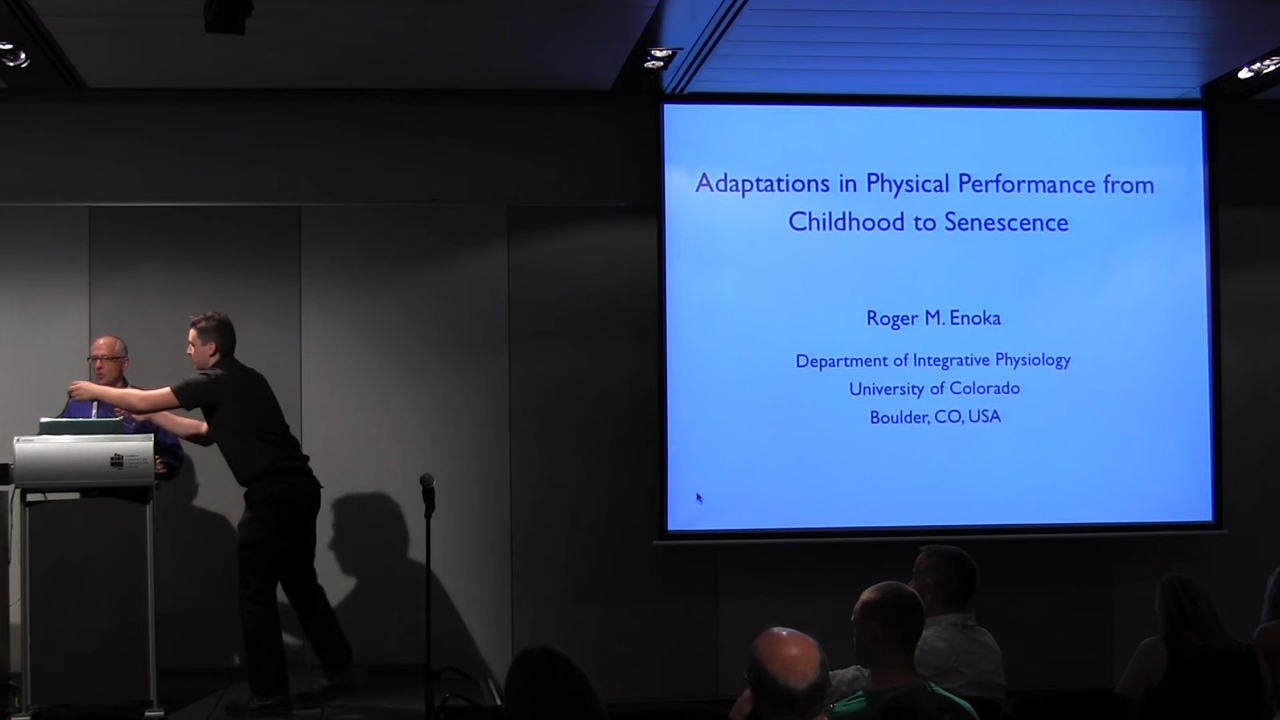 Adaptations in Physical Performance from
Childhood to Senescence
Roger M. Enoka
Department of Integrative Physiology
University of Colorado
Boulder, CO, USA